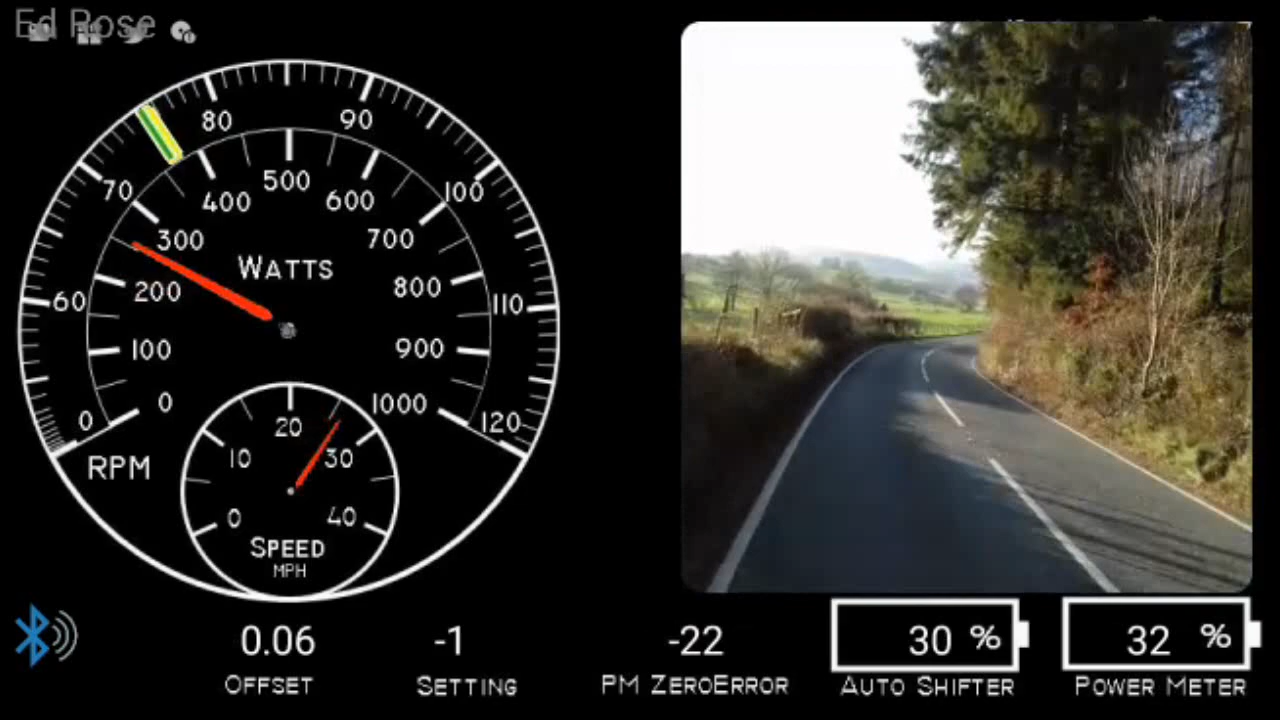 Ed Rose
80 90
70 400 500 600 100
300 WATTS 700
60 200 800 110
100 900
0 0 1000 120
RPM
10 20 30
0 40
SPEED
MPH
0.06 -1 -22 30 % 32 %
OFFSET SETTING PM ZEROERROR AUTO SHIFTER POWER METER